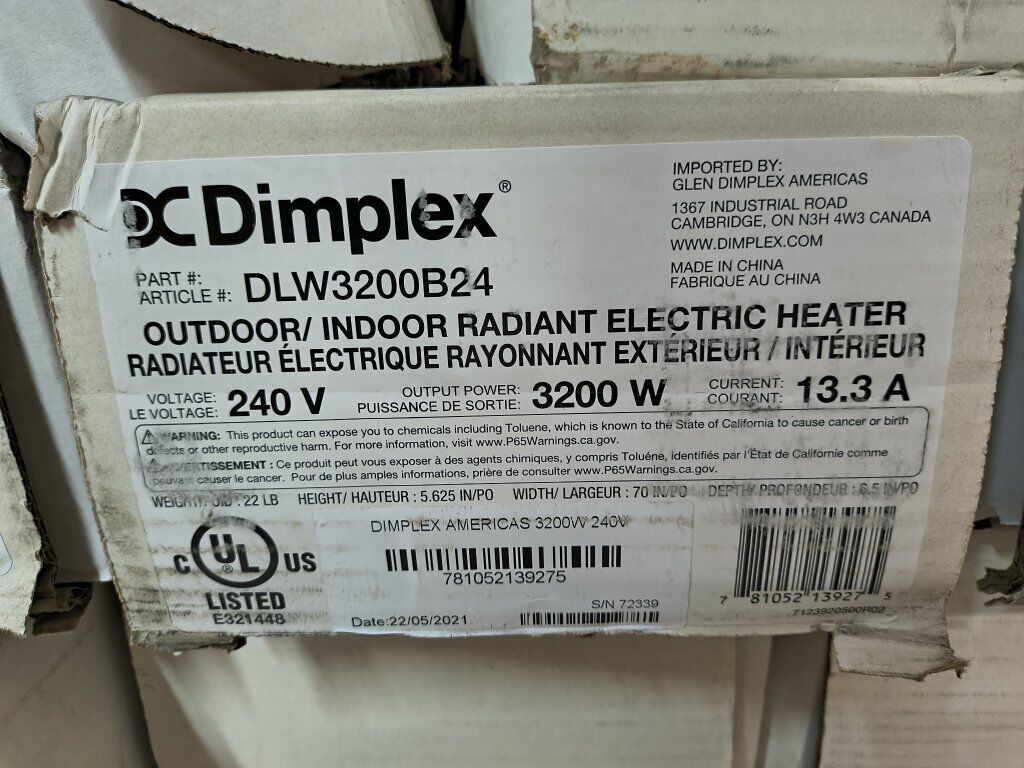 Dimplex®
IMPORTED BY:
GLEN DIMPLEX AMERICAS
1367 INDUSTRIAL ROAD
CAMBRIDGE, ON N3H 4W3 CANADA
WWW.DIMPLEX.COM
MADE IN CHINA
FABRIQUE AU CHINA
PART #:
ARTICLE #: DLW3200B24
OUTDOOR/ INDOOR RADIANT ELECTRIC HEATER
RADIATEUR ÉLECTRIQUE RAYONNANT EXTÉRIEUR / INTÉRIEUR
VOLTAGE:
LE VOLTAGE: 240 V
OUTPUT POWER:
PUISSANCE DE SORTIE: 3200 W
CURRENT:
COURANT: 13.3 A
WARNING: This product can expose you to chemicals including Toluene, which is known to the State of California to cause cancer or birth
defects or other reproductive harm. For more information, visit www.P65Warnings.ca.gov.
AVERTISSEMENT : Ce produit peut vous exposer à des agents chimiques, y compris Toluéne, identifiés par l'État de Californie comme
pouvant causer le cancer. Pour de plus amples informations, prière de consulter www.P65Warnings.ca.gov.
WEIGHT/ POID : 22 LB HEIGHT/ HAUTEUR : 5.625 IN/PO WIDTH/ LARGEUR : 70 IN/PO DEPTH/ PROFONDEUR : 6.5 IN/PO
C UL US
LISTED
E321448
DIMPLEX AMERICAS 3200W 240V
781052139275
S/N 72339
Date:22/05/2021
7 81052 13927 5
7123920500R02